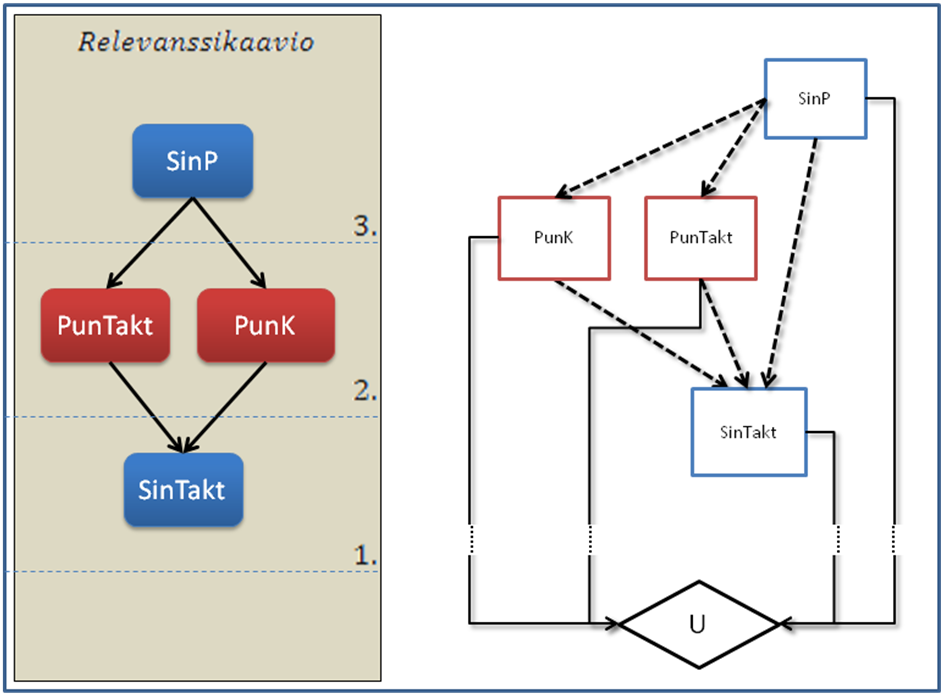 Relevanssikaavio
SinP
3.
PunTakt
PunK
2.
SinTakt
1.
SinP
PunK
PunTakt
SinTakt
U